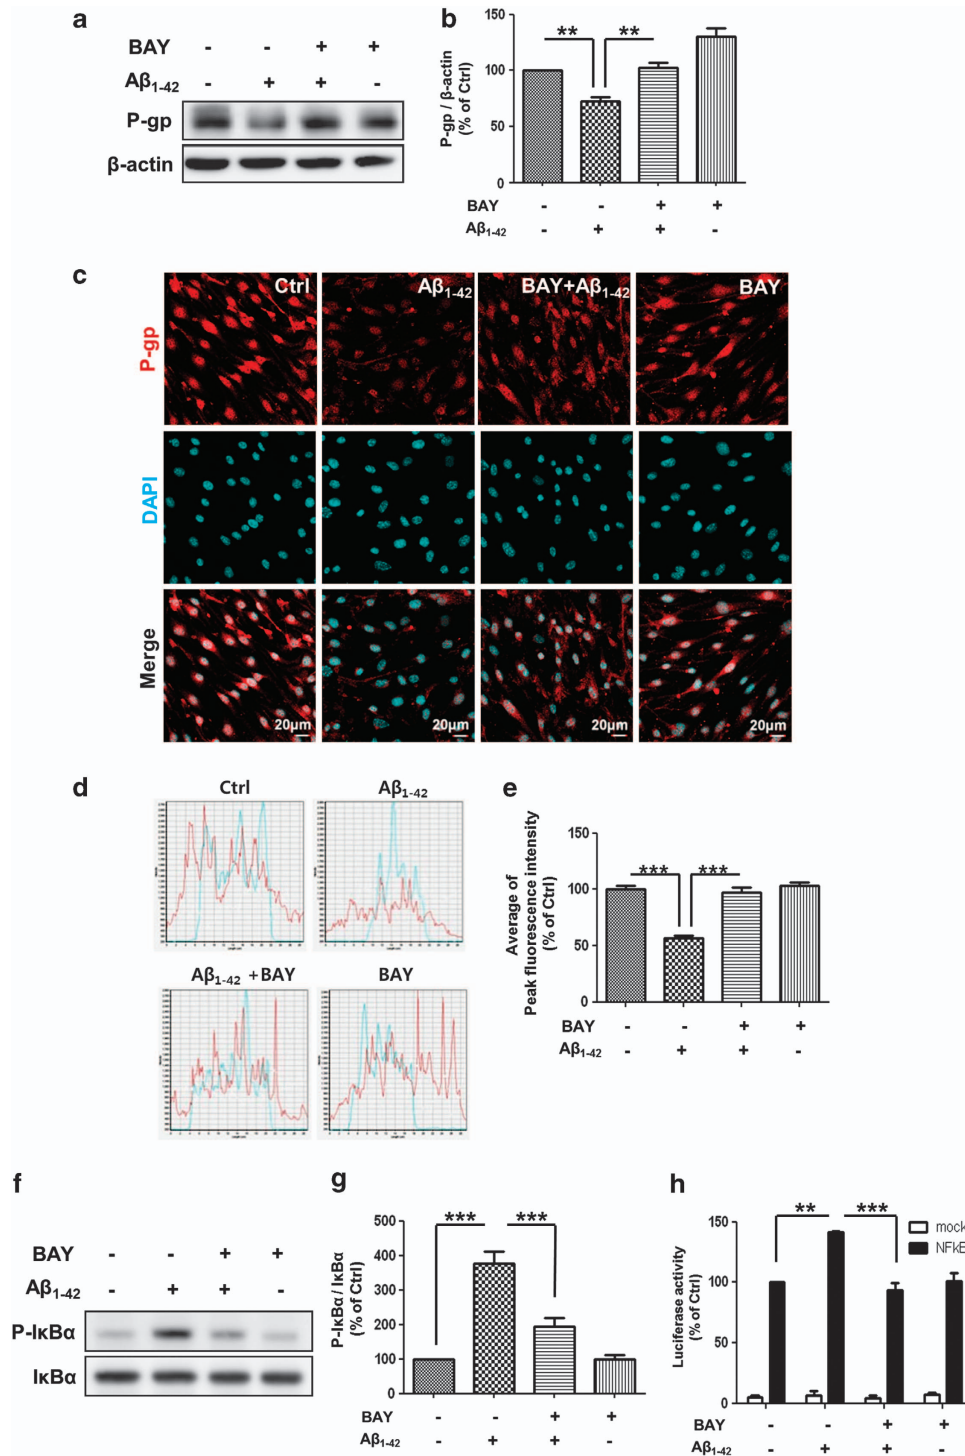 a
BAY - - + +
Aβ1-42 - + + -
P-gp
β-actin
b
P-gp / β-actin
(% of Ctrl)
150
100
50
0
** **
BAY - - + +
Aβ1-42 - + + -
c
Ctrl Aβ1-42 BAY+Aβ1-42 BAY
P-gp
DAPI
Merge
20μm 20μm 20μm 20μm
d
Ctrl Aβ1-42
Aβ1-42 +BAY BAY
e
Average of
Peak fluorescence intensity
(% of Ctrl)
150
100
50
0
*** ***
BAY - - + +
Aβ1-42 - + + -
f
BAY - - + +
Aβ1-42 - + + -
P-IκBα
IκBα
g
P-IκBα / IκBα
(% of Ctrl)
500
400
300
200
100
0
*** ***
BAY - - + +
Aβ1-42 - + + -
h
Luciferase activity
(% of Ctrl)
150
100
50
0
** ***
mock
NFkB
BAY - - + +
Aβ1-42 - + + -